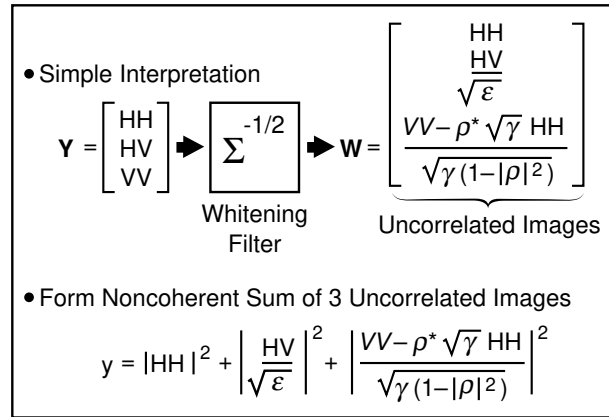 • Simple Interpretation
Y = [HH HV VV] → Σ^{-1/2} → W = [HH HV/√ε (VV−ρ*√γ HH)/√(γ(1−|ρ|²))]
Whitening
Filter
Uncorrelated Images
• Form Noncoherent Sum of 3 Uncorrelated Images
y = |HH|² + |HV/√ε|² + |(VV−ρ*√γ HH)/√(γ(1−|ρ|²))|²